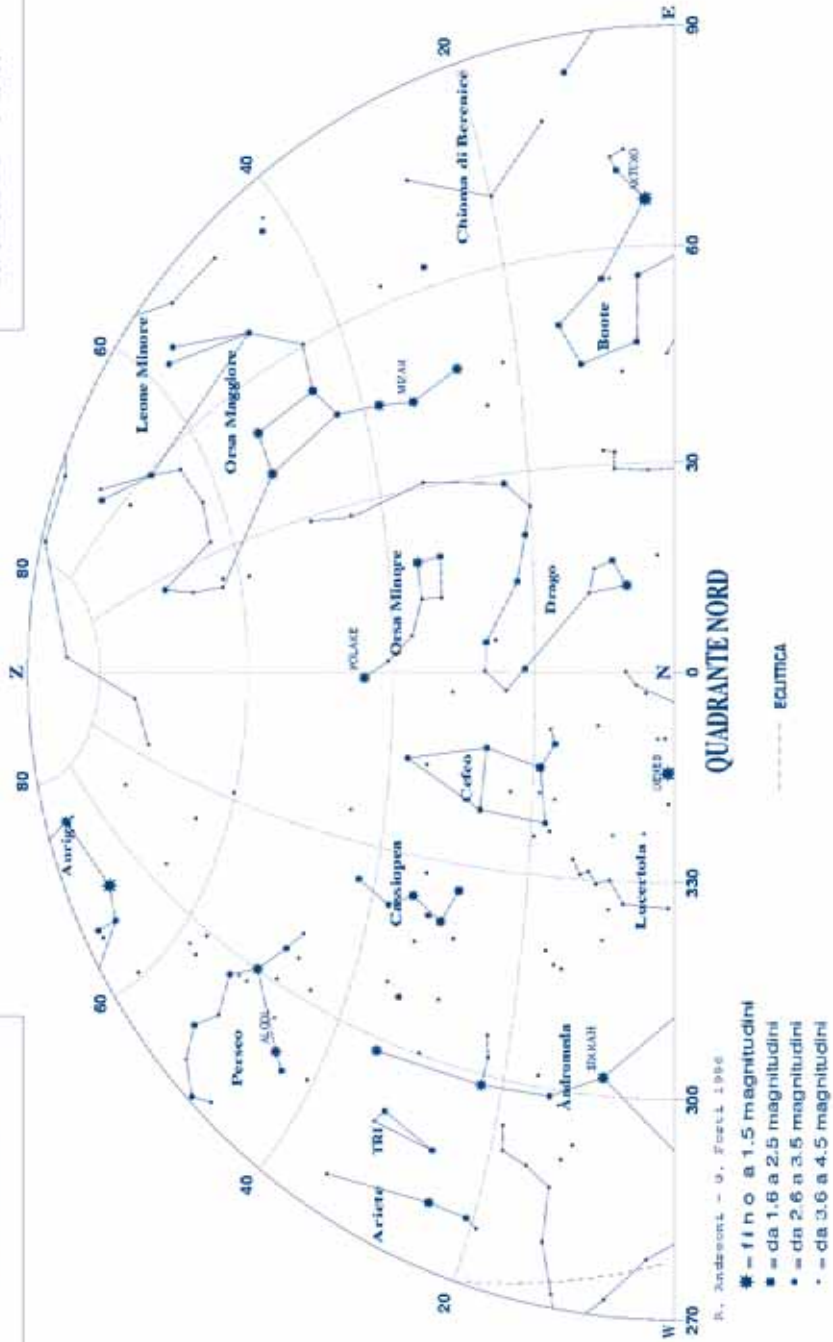 Z
80
80
60
60
40
40
20
20
Auriga
Leone Minore
Orsa Maggiore
Perseo
ALGOL
Chioma di Berenice
MIZAR
POLARE
Orsa Minore
Cassiopea
TRI
Ariete
Cefeo
Drago
Boote
ARTURO
Andromeda
SIRRAH
Lucertola
DENEB
W
N
E
270
300
330
0
30
60
90
QUADRANTE NORD
ECLITTICA
R. Andreoni - G. Forti 1996
= fino a 1.5 magnitudini
= da 1.6 a 2.5 magnitudini
= da 2.6 a 3.5 magnitudini
= da 3.6 a 4.5 magnitudini